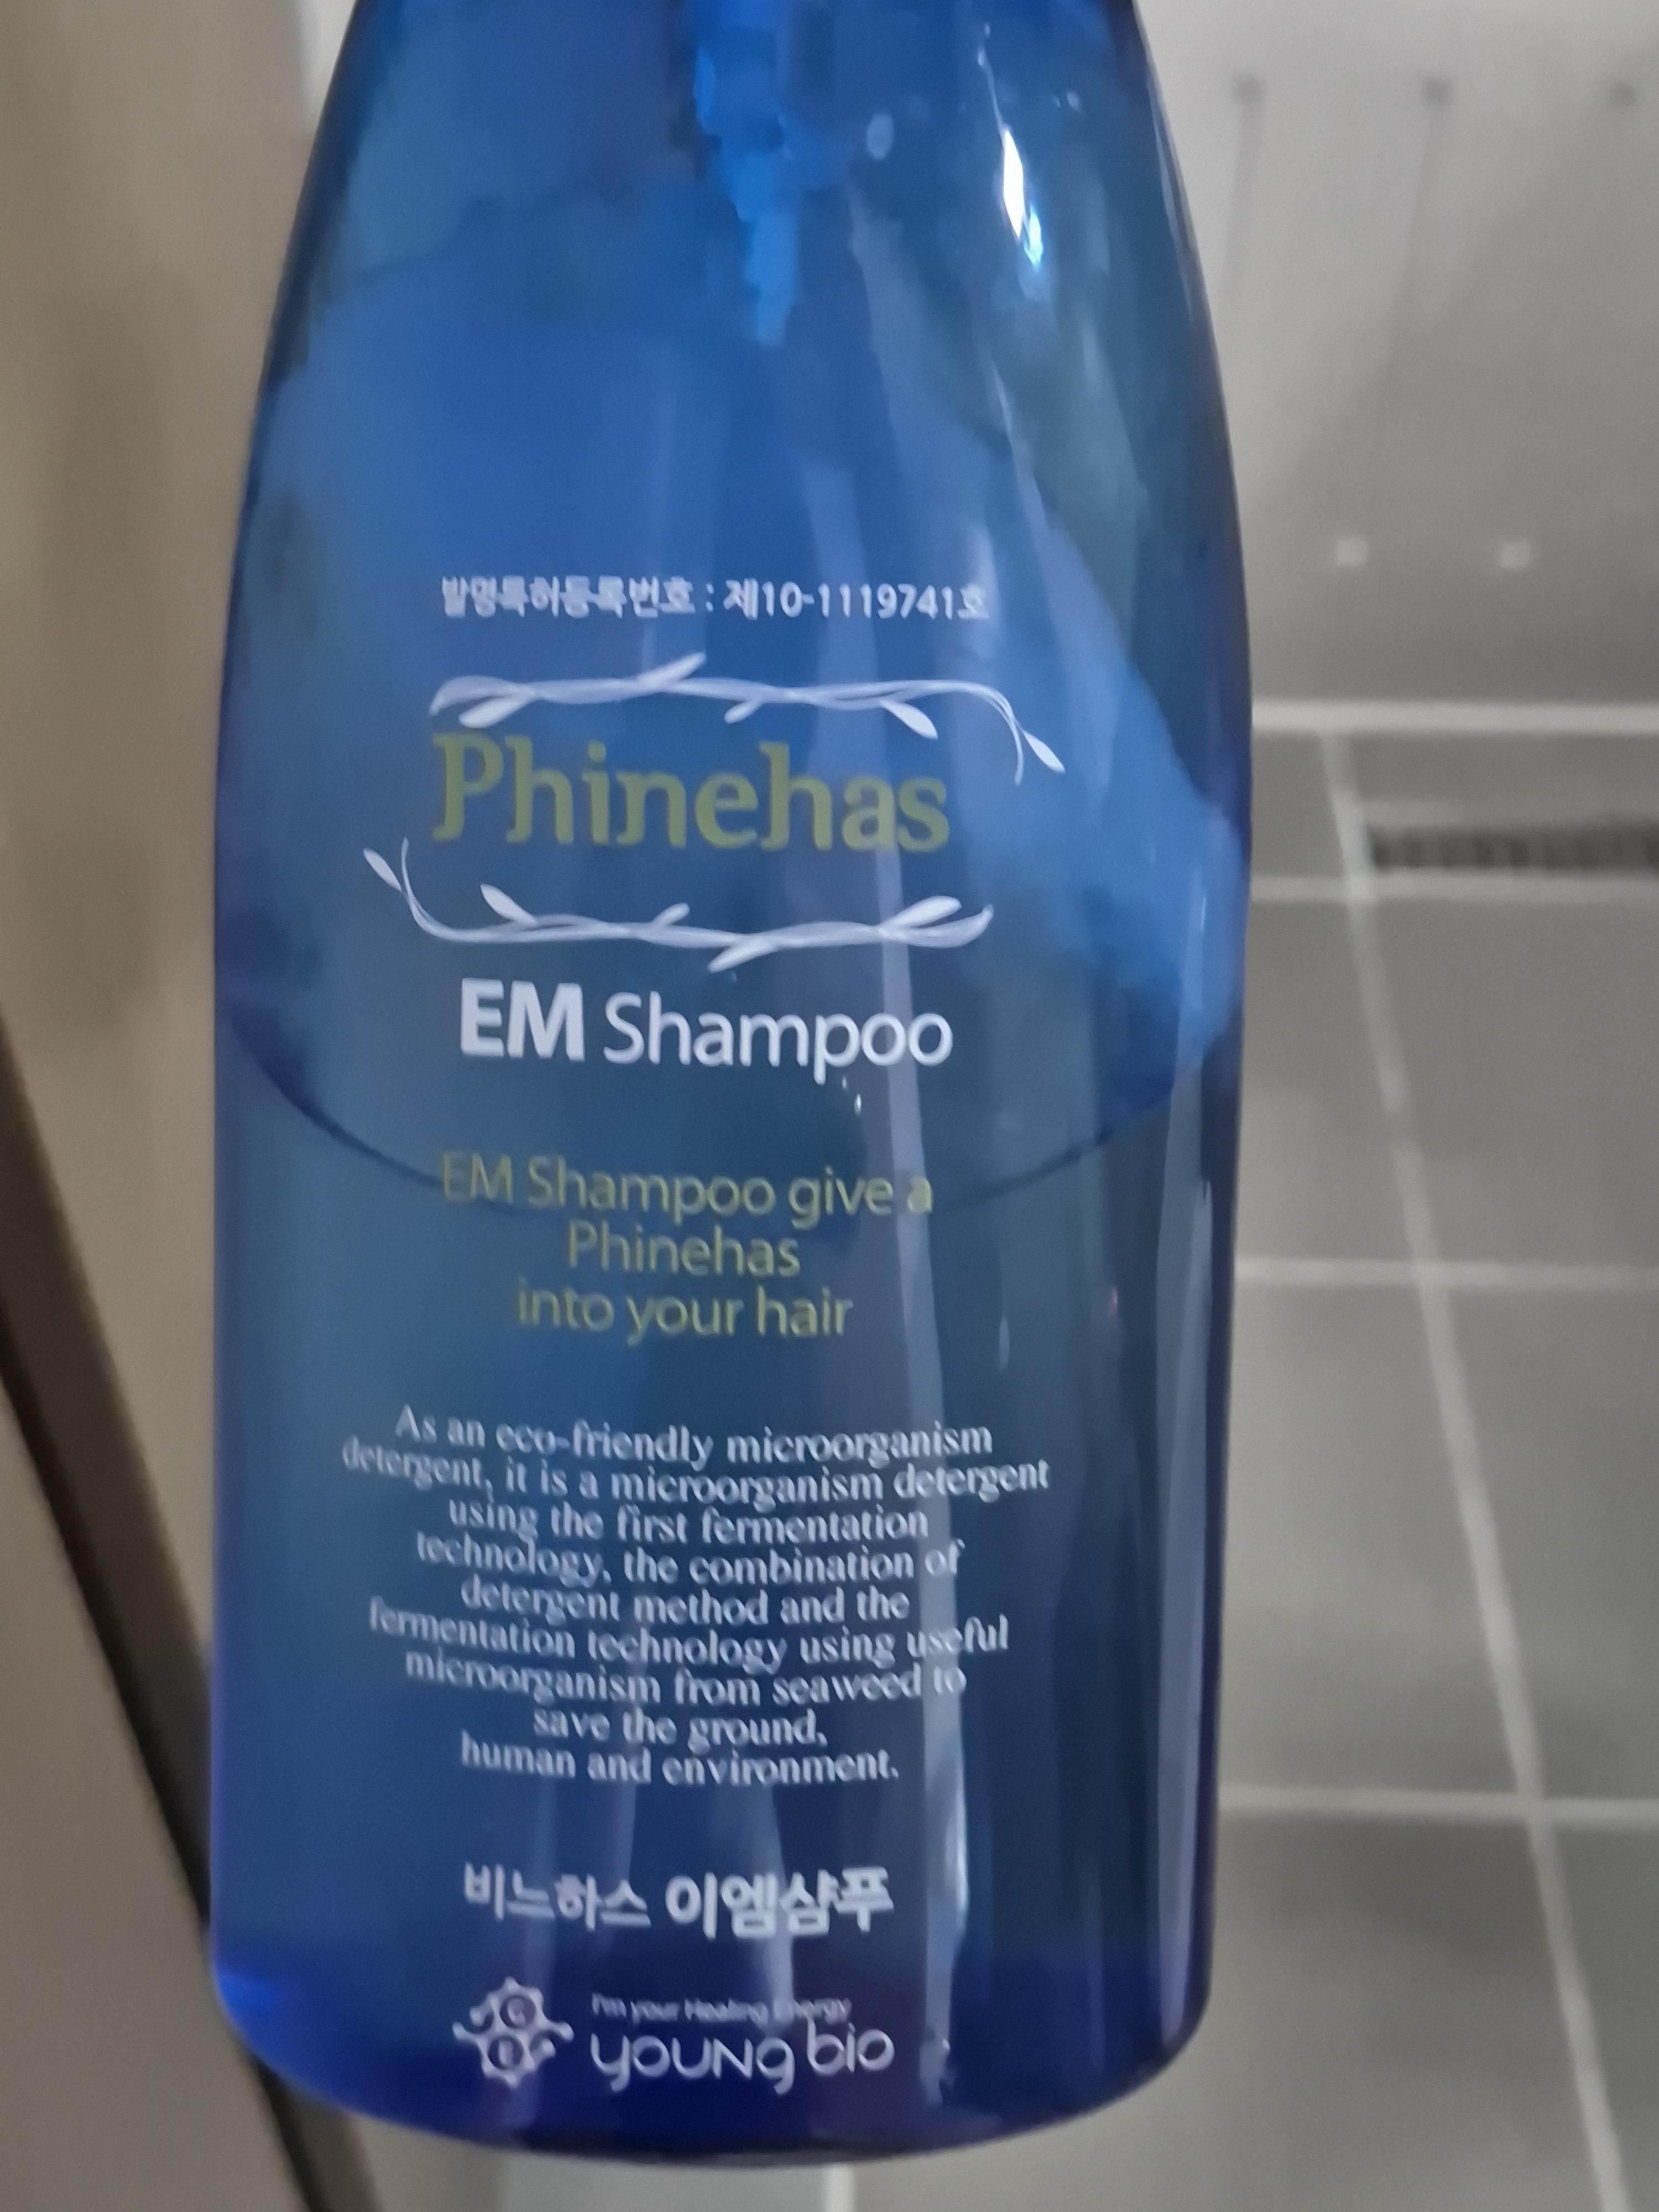 발명특허등록번호 : 제10-1119741호
Phinehas
EM Shampoo
EM Shampoo give a
Phinehas
into your hair
As an eco-friendly microorganism
detergent, it is a microorganism detergent
using the first fermentation
technology, the combination of
detergent method and the
fermentation technology using useful
microorganism from seaweed to
save the ground,
human and environment.
비느하스 이엠샴푸
I'm your Healing Energy
young bio